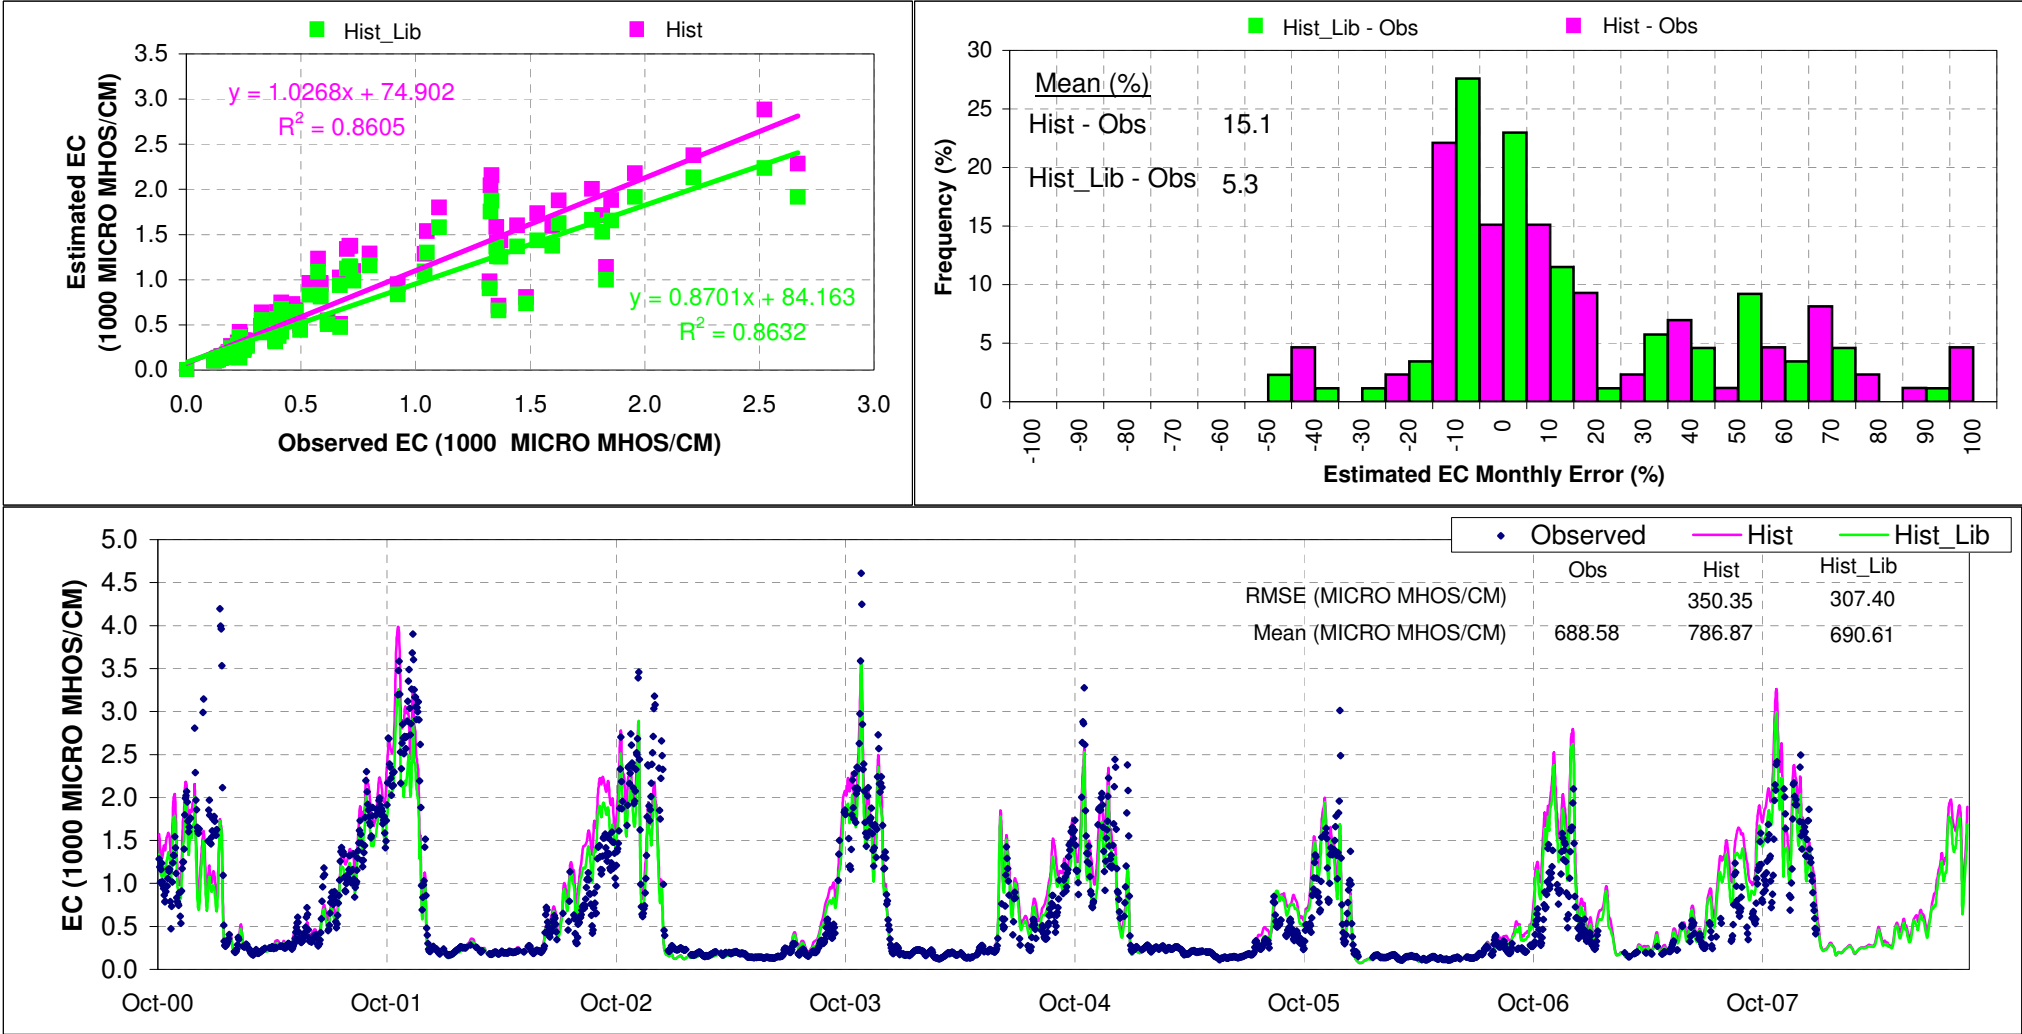 Hist_Lib Hist
3.5
3.0
2.5
2.0
1.5
1.0
0.5
0.0
Estimated EC
(1000 MICRO MHOS/CM)
y = 1.0268x + 74.902
R² = 0.8605
y = 0.8701x + 84.163
R² = 0.8632
0.0 0.5 1.0 1.5 2.0 2.5 3.0
Observed EC (1000 MICRO MHOS/CM)
Hist_Lib - Obs Hist - Obs
30
25
20
15
10
5
0
Frequency (%)
Mean (%)
Hist - Obs 15.1
Hist_Lib - Obs 5.3
-100 -90 -80 -70 -60 -50 -40 -30 -20 -10 0 10 20 30 40 50 60 70 80 90 100
Estimated EC Monthly Error (%)
Observed Hist Hist_Lib
Obs Hist Hist_Lib
RMSE (MICRO MHOS/CM) 350.35 307.40
Mean (MICRO MHOS/CM) 688.58 786.87 690.61
5.0
4.5
4.0
3.5
3.0
2.5
2.0
1.5
1.0
0.5
0.0
EC (1000 MICRO MHOS/CM)
Oct-00 Oct-01 Oct-02 Oct-03 Oct-04 Oct-05 Oct-06 Oct-07